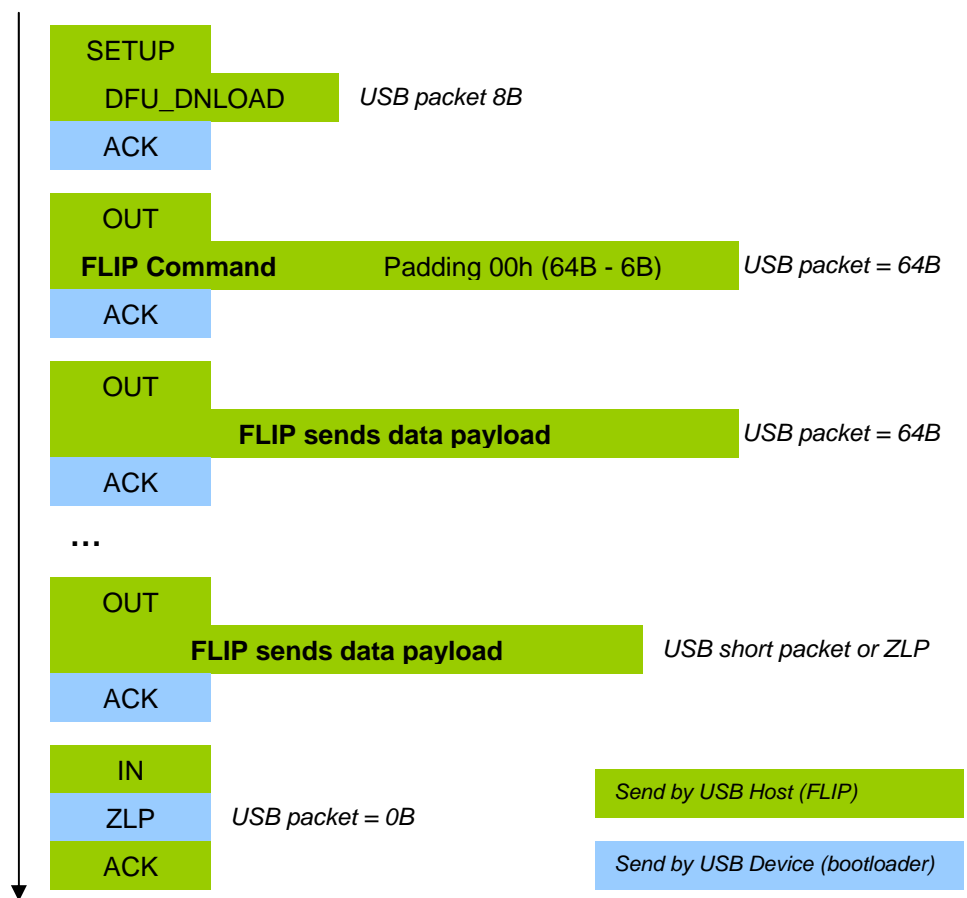 SETUP
DFU_DNLOAD USB packet 8B
ACK
OUT
FLIP Command Padding 00h (64B - 6B) USB packet = 64B
ACK
OUT
FLIP sends data payload USB packet = 64B
ACK
...
OUT
FLIP sends data payload USB short packet or ZLP
ACK
IN
Send by USB Host (FLIP)
ZLP USB packet = 0B
ACK
Send by USB Device (bootloader)